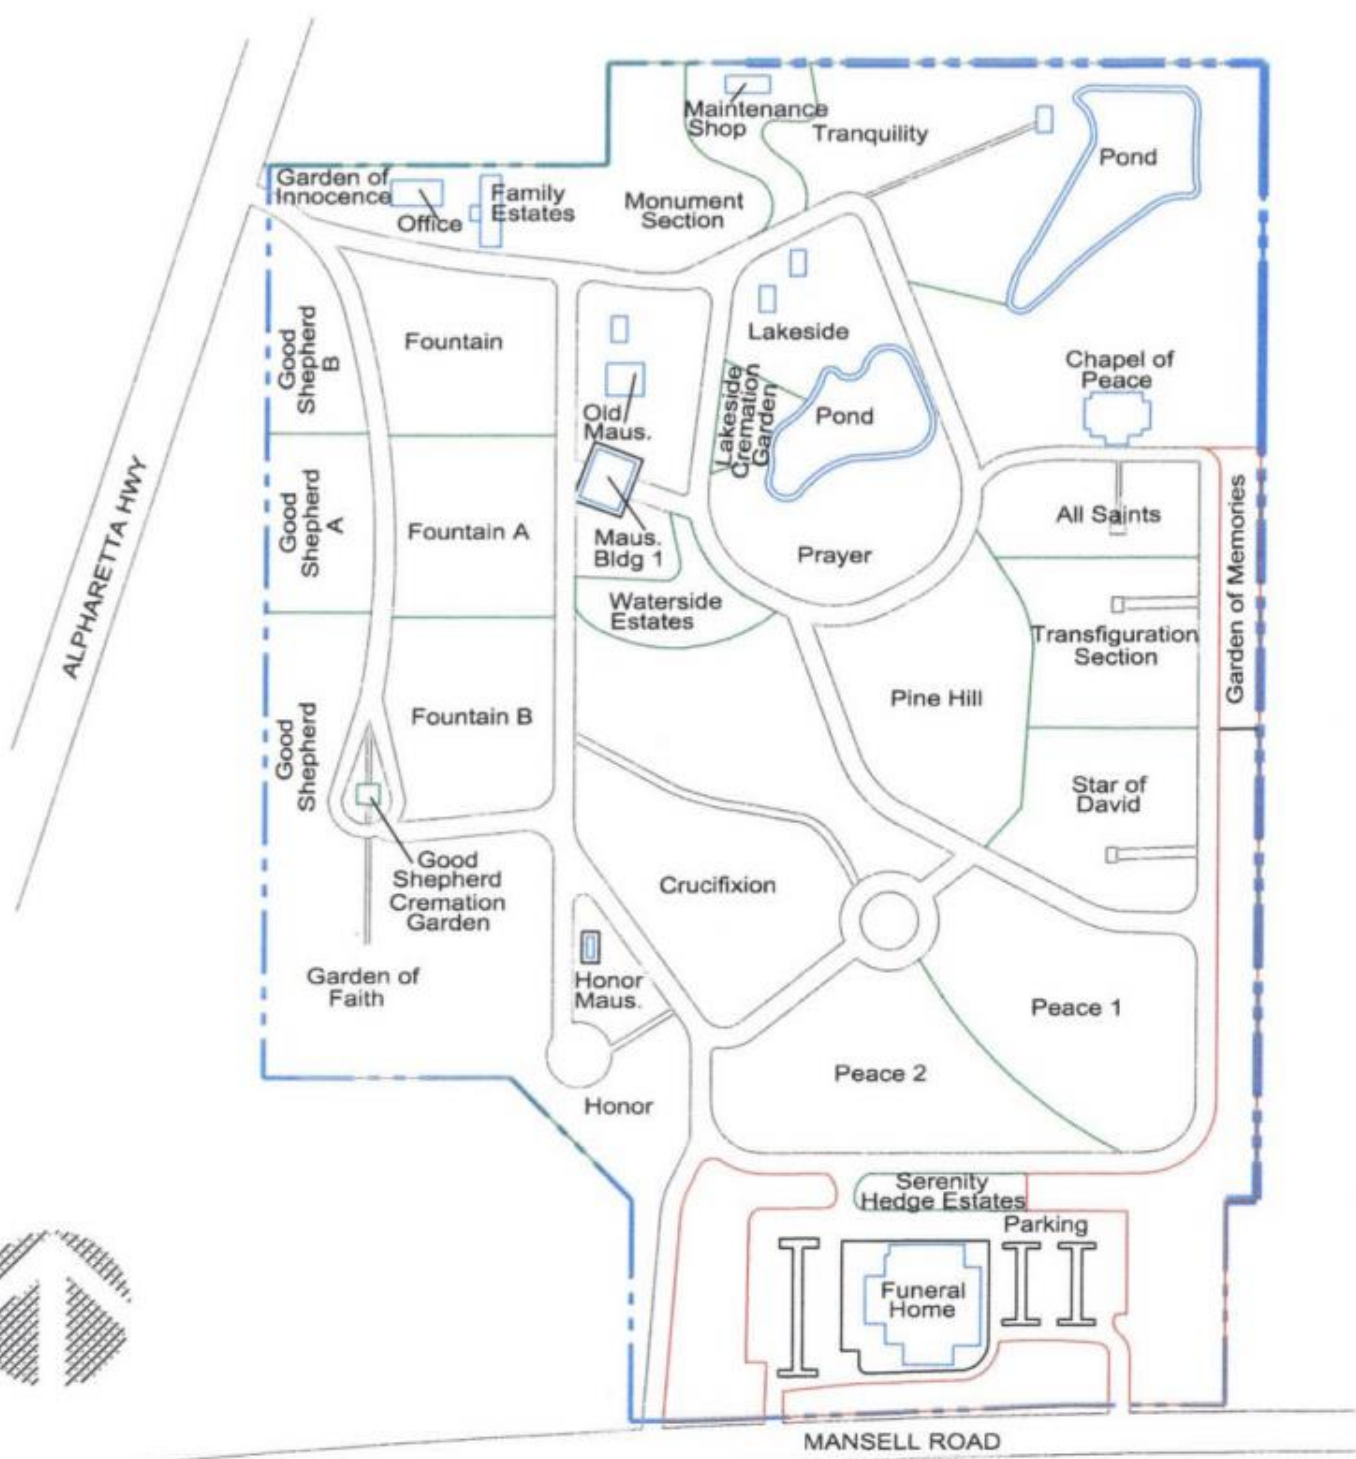 Maintenance
Shop
Tranquility
Pond
Garden of
Innocence
Office
Family
Estates
Monument
Section
Good
Shepherd
B
Fountain
Lakeside
Chapel of
Peace
Old
Maus.
Lakeside
Cremation
Garden
Pond
ALPHARETTA HWY
Good
Shepherd
A
Fountain A
Maus.
Bldg 1
Prayer
All Saints
Garden of Memories
Waterside
Estates
Transfiguration
Section
Pine Hill
Good
Shepherd
Fountain B
Star of
David
Good
Shepherd
Cremation
Garden
Crucifixion
Garden of
Faith
Honor
Maus.
Peace 1
Peace 2
Honor
Serenity
Hedge Estates
Parking
Funeral
Home
MANSELL ROAD